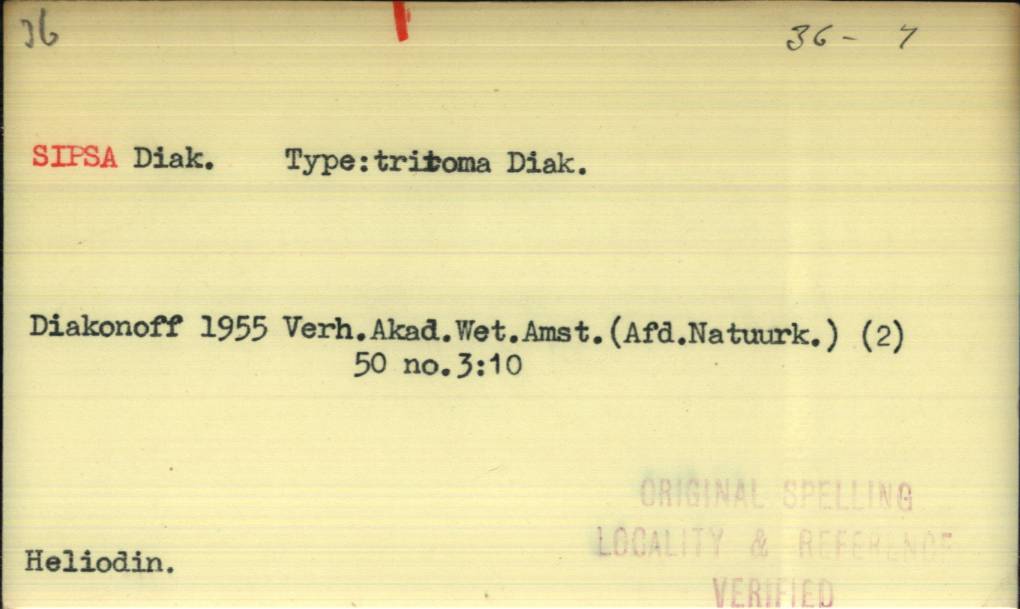 36
36 - 7
SIPSA Diak. Type:tritoma Diak.
Diakonoff 1955 Verh.Akad.Wet.Amst.(Afd.Natuurk.) (2)
50 no.3:10
ORIGINAL SPELLING
LOCALITY & REFERENCE
VERIFIED
Heliodin.